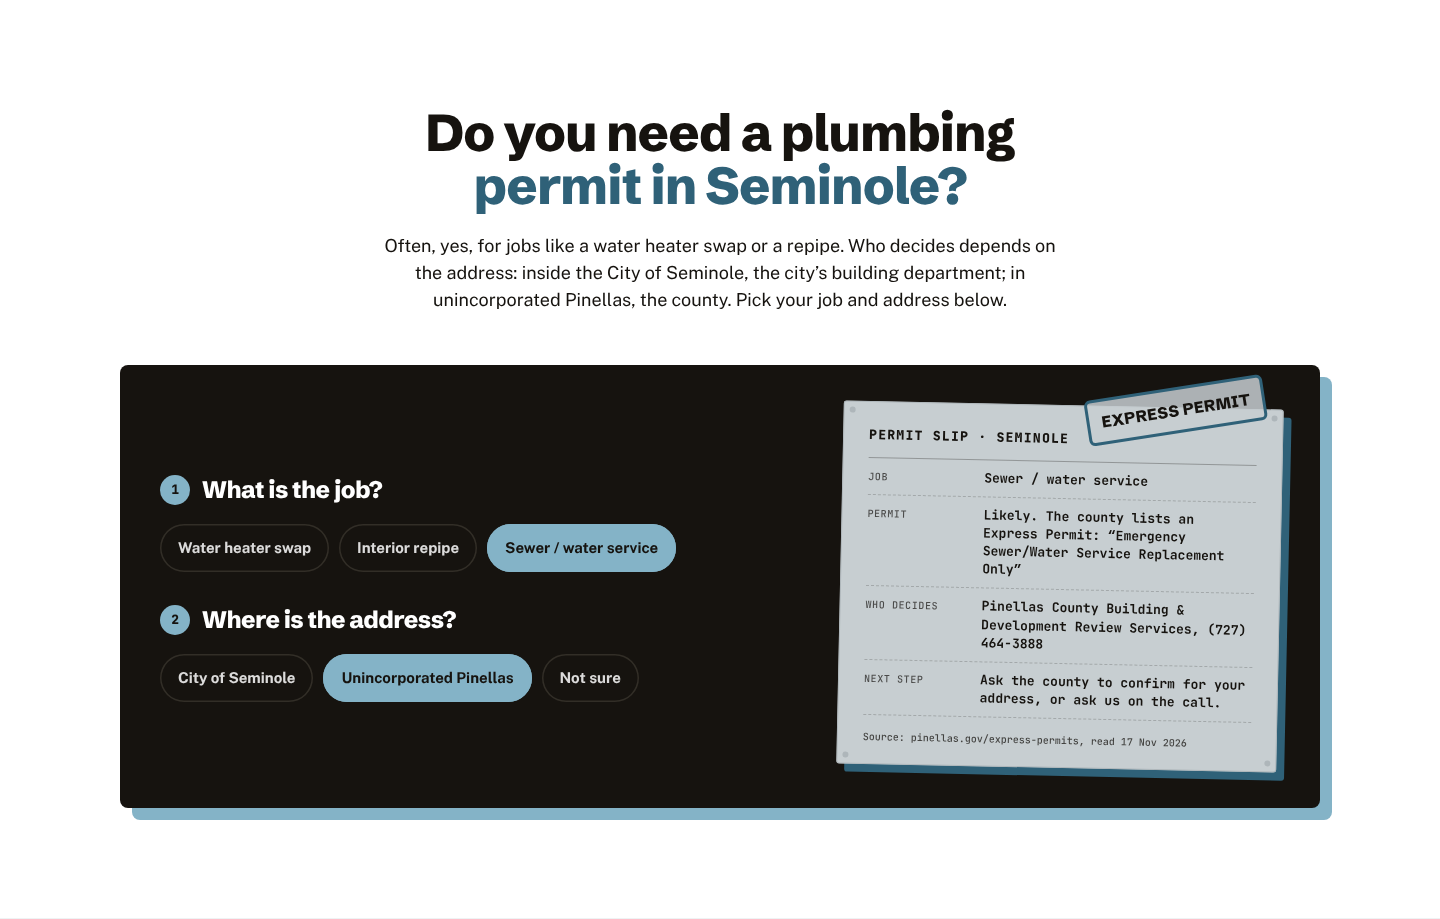 Do you need a plumbing
permit in Seminole?
Often, yes, for jobs like a water heater swap or a repipe. Who decides depends on
the address: inside the City of Seminole, the city’s building department; in
unincorporated Pinellas, the county. Pick your job and address below.
1 What is the job?
Water heater swap Interior repipe Sewer / water service
2 Where is the address?
City of Seminole Unincorporated Pinellas Not sure
EXPRESS PERMIT
PERMIT SLIP · SEMINOLE
JOB Sewer / water service
PERMIT Likely. The county lists an
Express Permit: “Emergency
Sewer/Water Service Replacement
Only”
WHO DECIDES Pinellas County Building &
Development Review Services, (727)
464-3888
NEXT STEP Ask the county to confirm for your
address, or ask us on the call.
Source: pinellas.gov/express-permits, read 17 Nov 2026